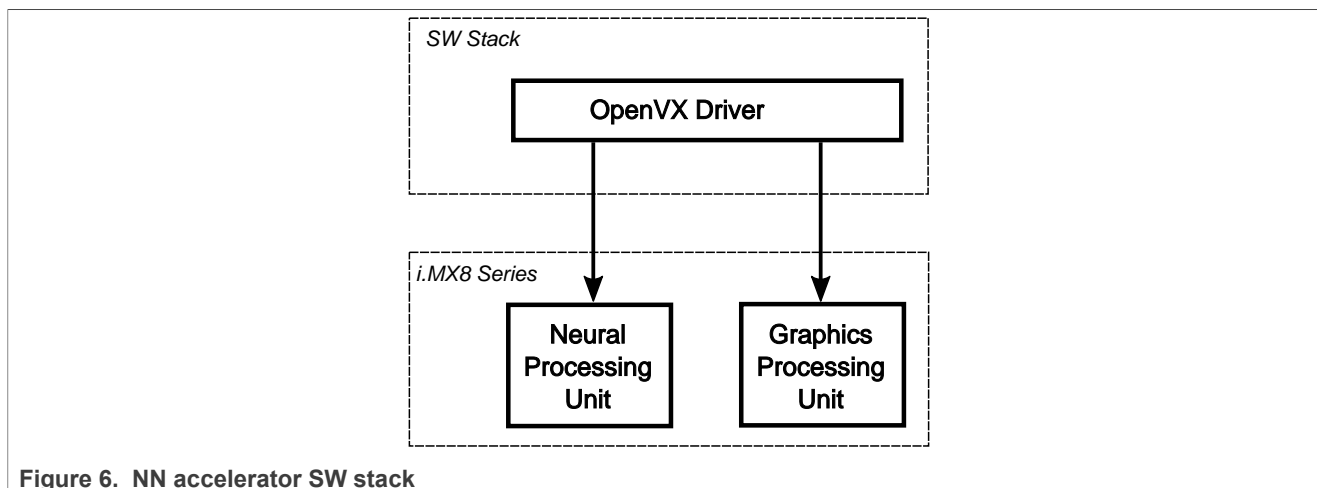 SW Stack
OpenVX Driver
i.MX8 Series
Neural
Processing
Unit
Graphics
Processing
Unit
Figure 6. NN accelerator SW stack